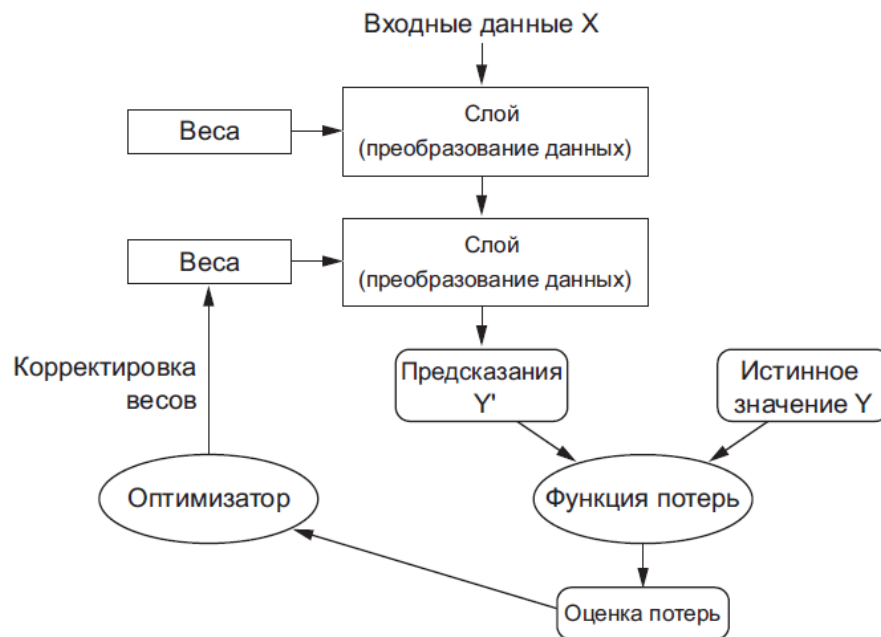 Входные данные X
Слой
(преобразование данных)
Веса
Слой
(преобразование данных)
Веса
Корректировка
весов
Предсказания
Y'
Истинное
значение Y
Оптимизатор
Функция потерь
Оценка потерь